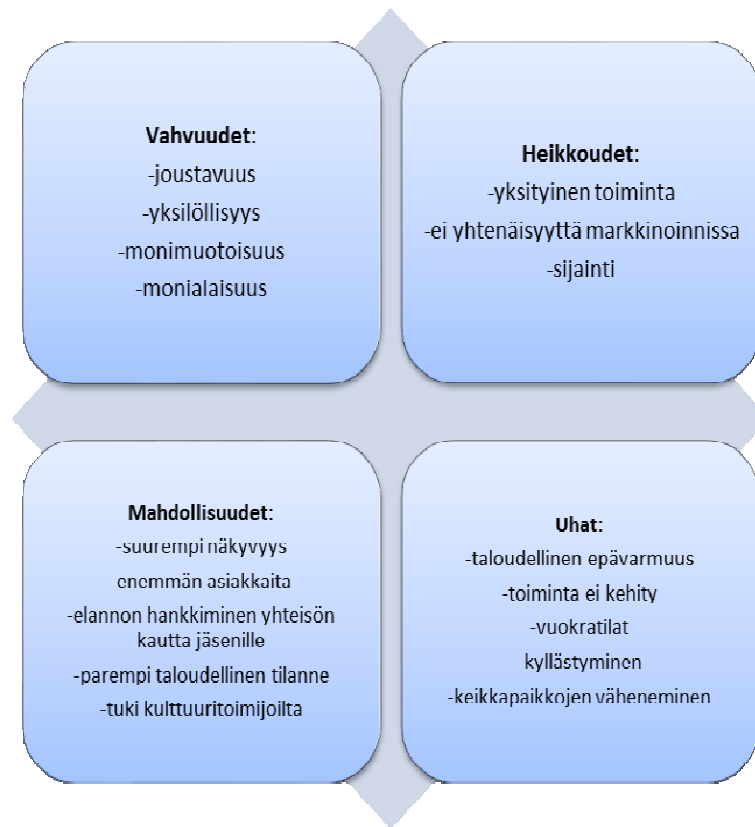 Vahvuudet:
-joustavuus
-yksilöllisyys
-monimuotoisuus
-monialaisuus
Heikkoudet:
-yksityinen toiminta
-ei yhtenäisyyttä markkinoinnissa
-sijainti
Mahdollisuudet:
-suurempi näkyvyys
enemmän asiakkaita
-elannon hankkiminen yhteisön
kautta jäsenille
-parempi taloudellinen tilanne
-tuki kulttuuritoimijoilta
Uhat:
-taloudellinen epävarmuus
-toiminta ei kehity
-vuokratilat
kyllästyminen
-keikkapaikkojen väheneminen